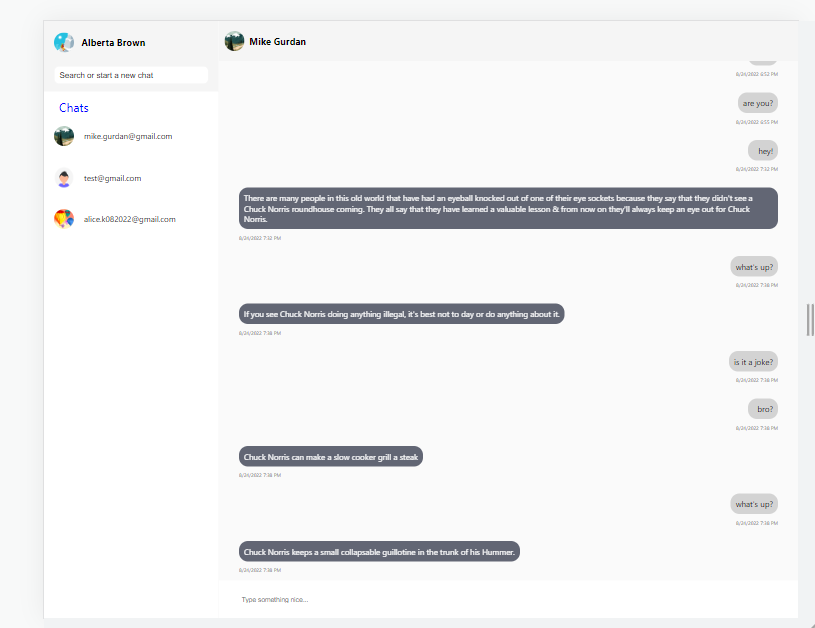 Alberta Brown
Search or start a new chat
Chats
mike.gurdan@gmail.com
test@gmail.com
alice.k082022@gmail.com
Mike Gurdan
8/24/2022 6:52 PM
are you?
8/24/2022 6:55 PM
hey!
8/24/2022 7:32 PM
There are many people in this old world that have had an eyeball knocked out of one of their eye sockets because they say that they didn't see a
Chuck Norris roundhouse coming. They all say that they have learned a valuable lesson & from now on they'll always keep an eye out for Chuck
Norris.
8/24/2022 7:32 PM
what's up?
8/24/2022 7:38 PM
If you see Chuck Norris doing anything illegal, it's best not to day or do anything about it.
8/24/2022 7:38 PM
is it a joke?
8/24/2022 7:38 PM
bro?
8/24/2022 7:38 PM
Chuck Norris can make a slow cooker grill a steak
8/24/2022 7:38 PM
what's up?
8/24/2022 7:38 PM
Chuck Norris keeps a small collapsable guillotine in the trunk of his Hummer.
8/24/2022 7:38 PM
Type something nice...